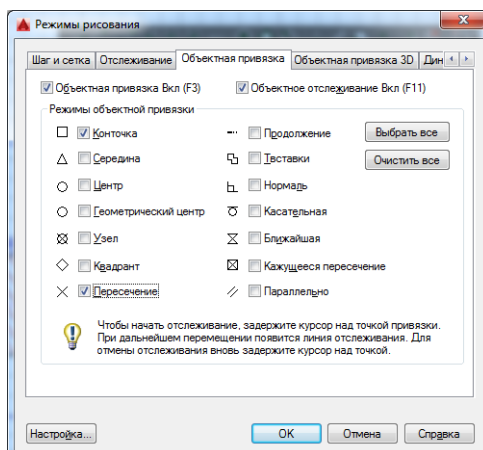 Режимы рисования
Шаг и сетка Отслеживание Объектная привязка Объектная привязка 3D Дин
Объектная привязка Вкл (F3) Объектное отслеживание Вкл (F11)
Режимы объектной привязки
Конточка Продолжение Выбрать все
Середина Твставки Очистить все
Центр Нормаль
Геометрический центр Касательная
Узел Ближайшая
Квадрант Кажущееся пересечение
Пересечение Параллельно
Чтобы начать отслеживание, задержите курсор над точкой привязки.
При дальнейшем перемещении появится линия отслеживания. Для
отмены отслеживания вновь задержите курсор над точкой.
Настройка... OK Отмена Справка